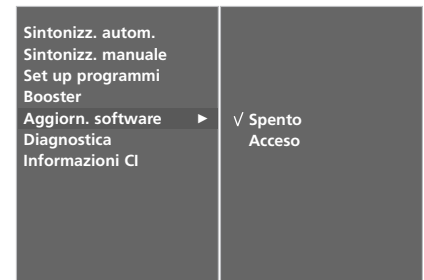 Sintonizz. autom.
Sintonizz. manuale
Set up programmi
Booster
Aggiorn. software ►
Diagnostica
Informazioni CI
√ Spento
Acceso